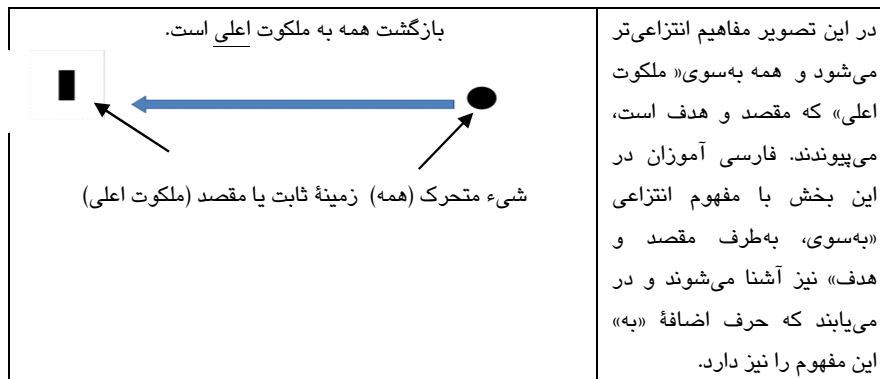 در این تصویر مفاهیم انتزاعی‌تر
می‌شود و همه به‌سوی« ملکوت
اعلی» که مقصد و هدف است،
می‌پیوندند. فارسی آموزان در
این بخش با مفهوم انتزاعی
«به‌سوی، به‌طرف مقصد و
هدف» نیز آشنا می‌شوند و در
می‌یابند که حرف اضافۀ «به»
این مفهوم را نیز دارد.
بازگشت همه به ملکوت اعلی است.
شیء متحرک (همه) زمینۀ ثابت یا مقصد (ملکوت اعلی)